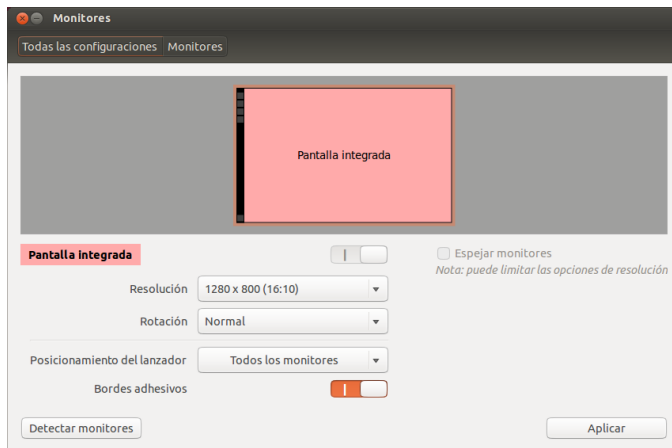 Monitores
Todas las configuraciones Monitores
Pantalla integrada
Pantalla integrada
Espejar monitores
Nota: puede limitar las opciones de resolución
Resolución 1280 x 800 (16:10)
Rotación Normal
Posicionamiento del lanzador Todos los monitores
Bordes adhesivos
Detectar monitores Aplicar